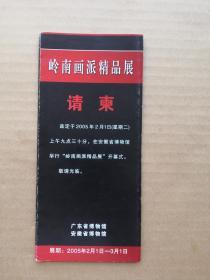 岭南画派精品展
请柬
兹定于2005年2月1日(星期二)
上午九点三十分，在安徽省博物馆
举行“岭南画派精品展”开幕式。
敬请光临。
广东省博物馆
安徽省博物馆
展期：2005年2月1日—3月1日